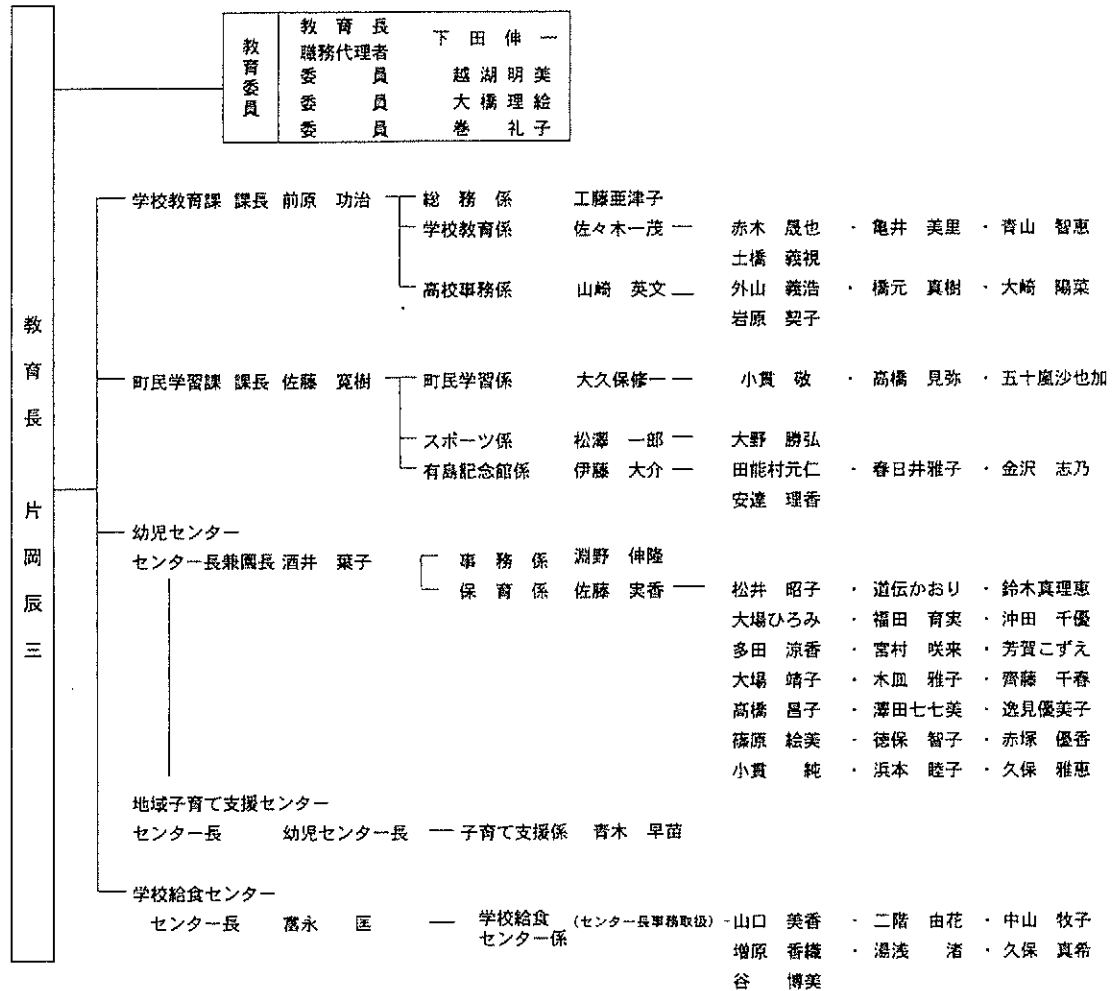 教育長 片岡辰三
教育委員
教育長
職務代理者 下田伸一
委員 越湖明美
委員 大橋理絵
委員 巻礼子
学校教育課 課長 前原 功治 総務係 工藤亜津子
学校教育係 佐々木一茂 赤木 晟也 ・ 亀井 美里 ・ 青山 智恵
土橋 義視
高校事務係 山崎 英文 外山 義浩 ・ 橋元 真樹 ・ 大崎 陽菜
岩原 契子
町民学習課 課長 佐藤 寛樹 町民学習係 大久保修一 小貫 敬 ・ 高橋 見弥 ・ 五十嵐沙也加
スポーツ係 松澤 一郎 大野 勝弘
有島記念館係 伊藤 大介 田能村元仁 ・ 春日井雅子 ・ 金沢 志乃
安達 理香
幼児センター
センター長兼園長 酒井 葉子 事務係 淵野 伸隆
保育係 佐藤 実香 松井 昭子 ・ 道伝かおり ・ 鈴木真理恵
大場ひろみ ・ 福田 育実 ・ 沖田 千優
多田 涼香 ・ 宮村 咲来 ・ 芳賀こずえ
大場 靖子 ・ 木皿 雅子 ・ 齊藤 千春
髙橋 昌子 ・ 澤田七七美 ・ 逸見優美子
篠原 絵美 ・ 徳保 智子 ・ 赤塚 優香
小貫 純 ・ 浜本 睦子 ・ 久保 雅恵
地域子育て支援センター
センター長 幼児センター長 子育て支援係 青木 早苗
学校給食センター
センター長 富永 匡 学校給食センター係 (センター長事務取扱) 山口 美香 ・ 二階 由花 ・ 中山 牧子
増原 香織 ・ 湯浅 渚 ・ 久保 真希
谷 博美